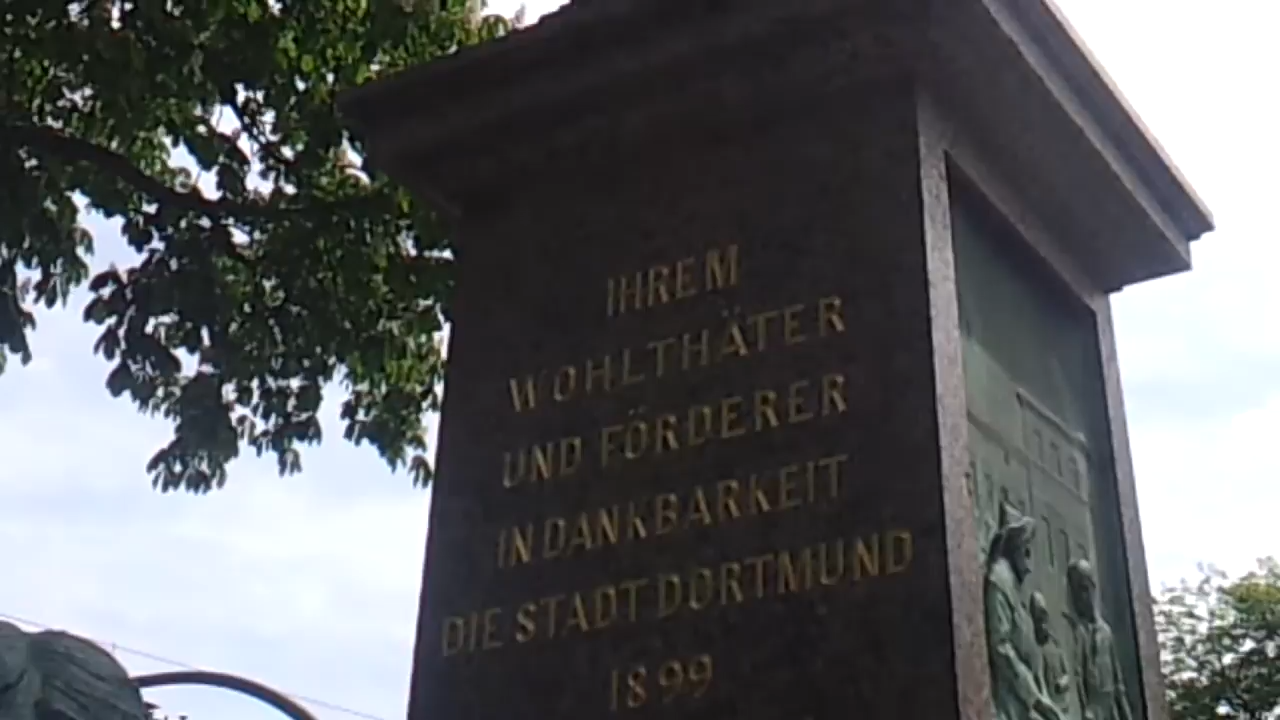 IHREM
WOHLTHÄTER
UND FÖRDERER
IN DANKBARKEIT
DIE STADT DORTMUND
1899